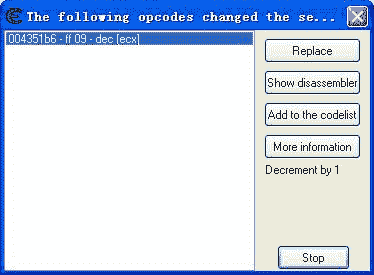 The following opcodes changed the se...
004351b6 - ff 09 - dec [ecx]
Replace
Show disassembler
Add to the codelist
More information
Decrement by 1
Stop